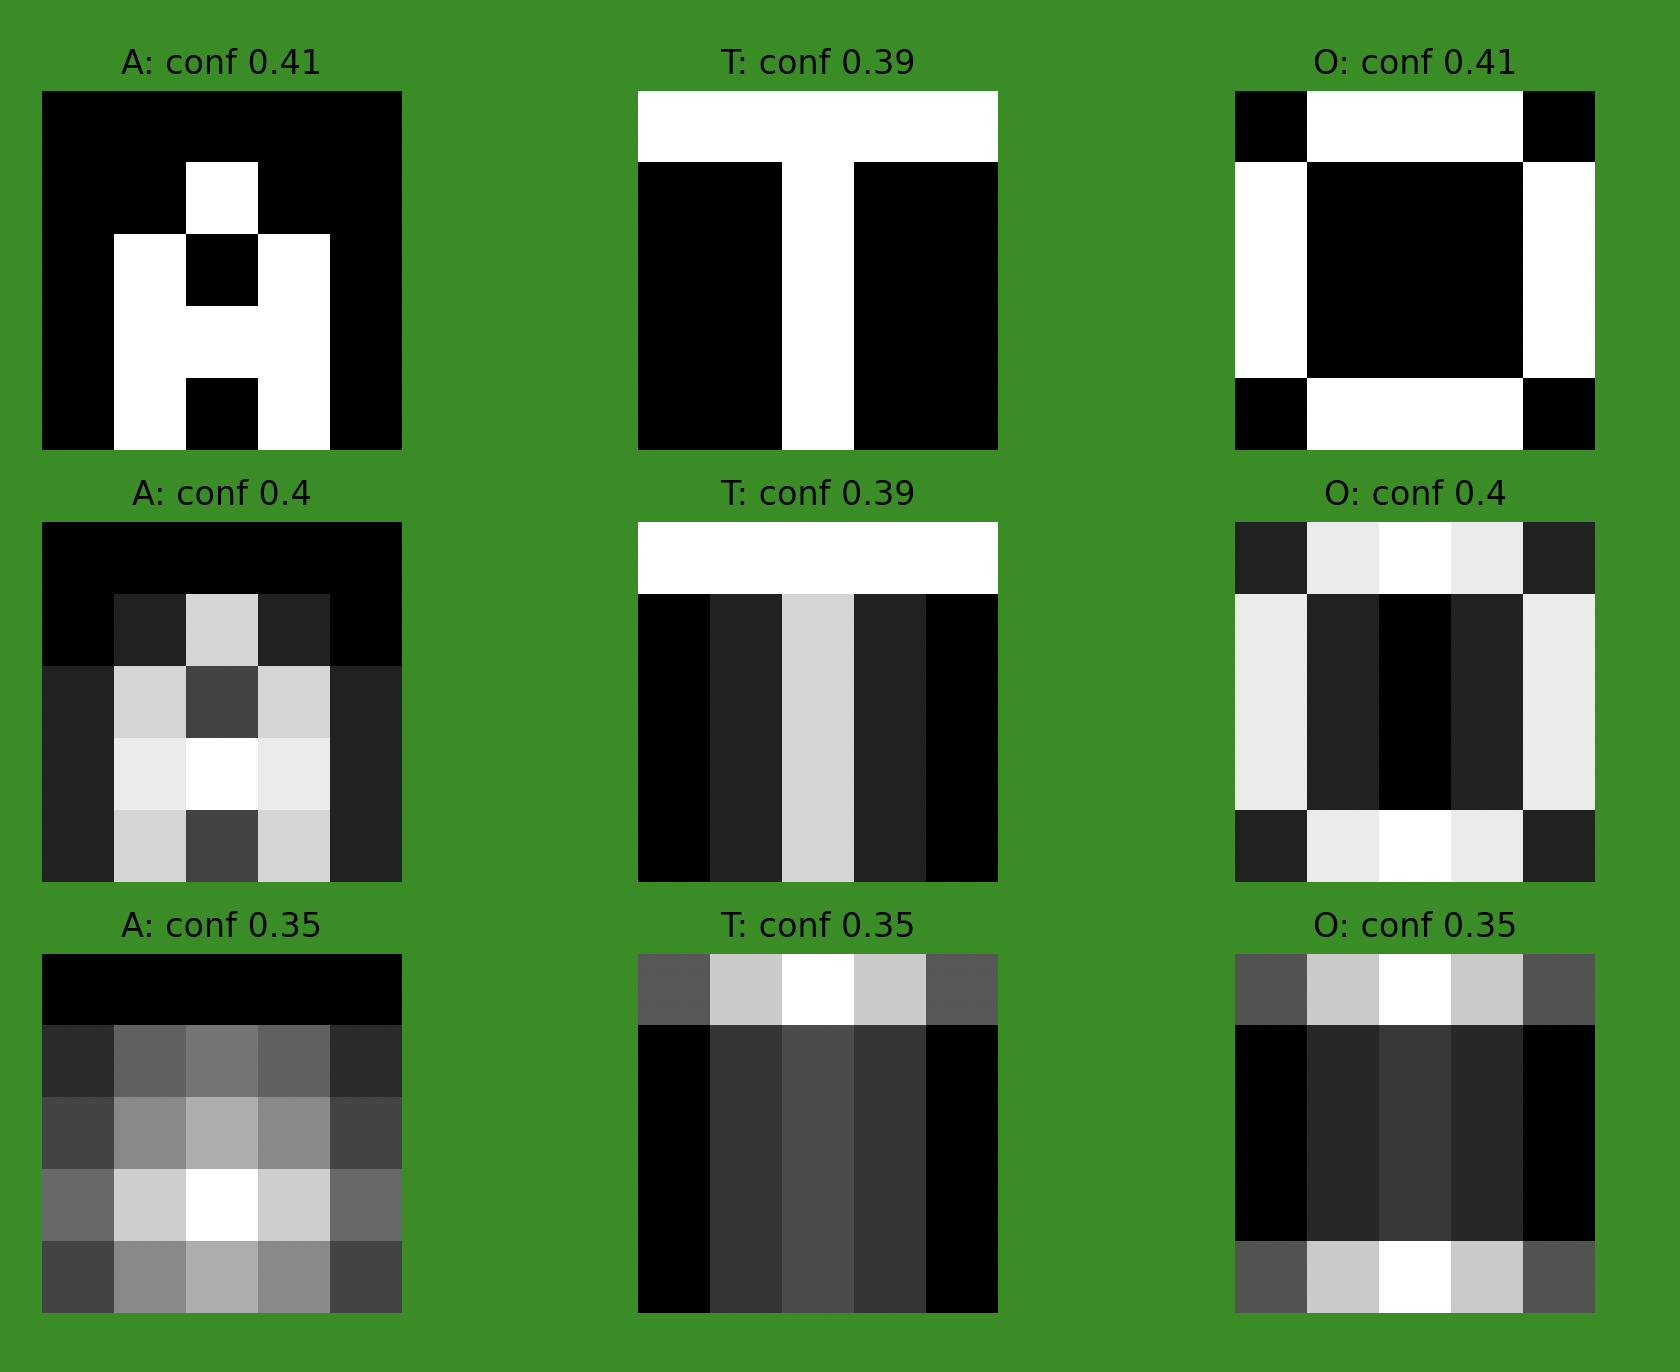 A: conf 0.41
T: conf 0.39
O: conf 0.41
A: conf 0.4
T: conf 0.39
O: conf 0.4
A: conf 0.35
T: conf 0.35
O: conf 0.35